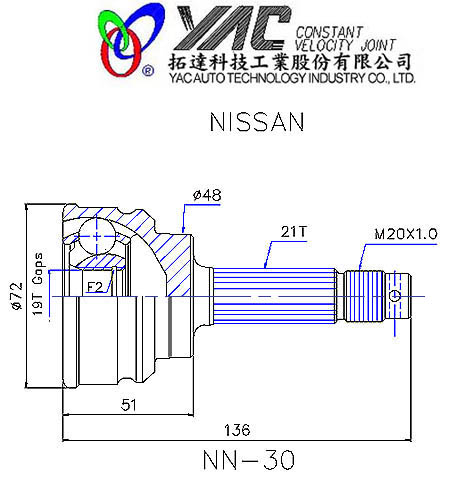 YAC CONSTANT
VELOCITY JOINT
拓達科技工業股份有限公司
® YAC AUTO TECHNOLOGY INDUSTRY CO., LTD.
NISSAN
ø48
21T
M20X1.0
ø72
19T Gaps
F2
51
136
NN-30